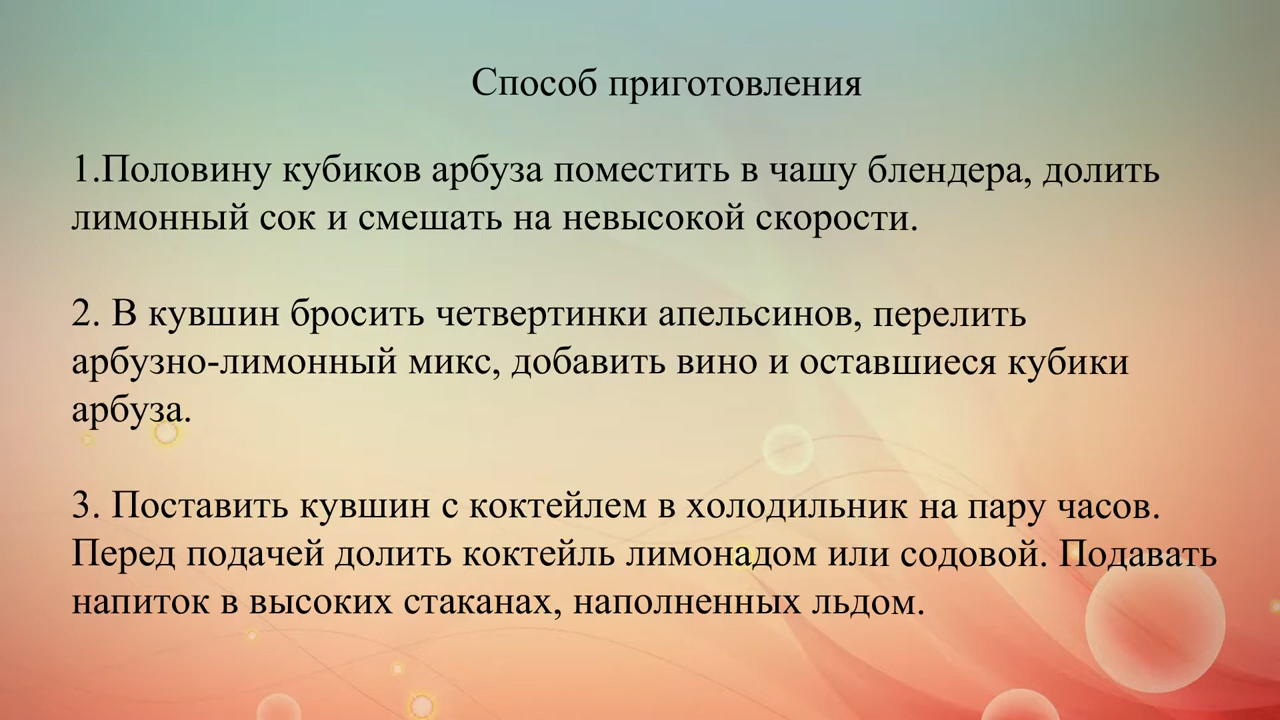 Способ приготовления
1.Половину кубиков арбуза поместить в чашу блендера, долить
лимонный сок и смешать на невысокой скорости.
2. В кувшин бросить четвертинки апельсинов, перелить
арбузно-лимонный микс, добавить вино и оставшиеся кубики
арбуза.
3. Поставить кувшин с коктейлем в холодильник на пару часов.
Перед подачей долить коктейль лимонадом или содовой. Подавать
напиток в высоких стаканах, наполненных льдом.